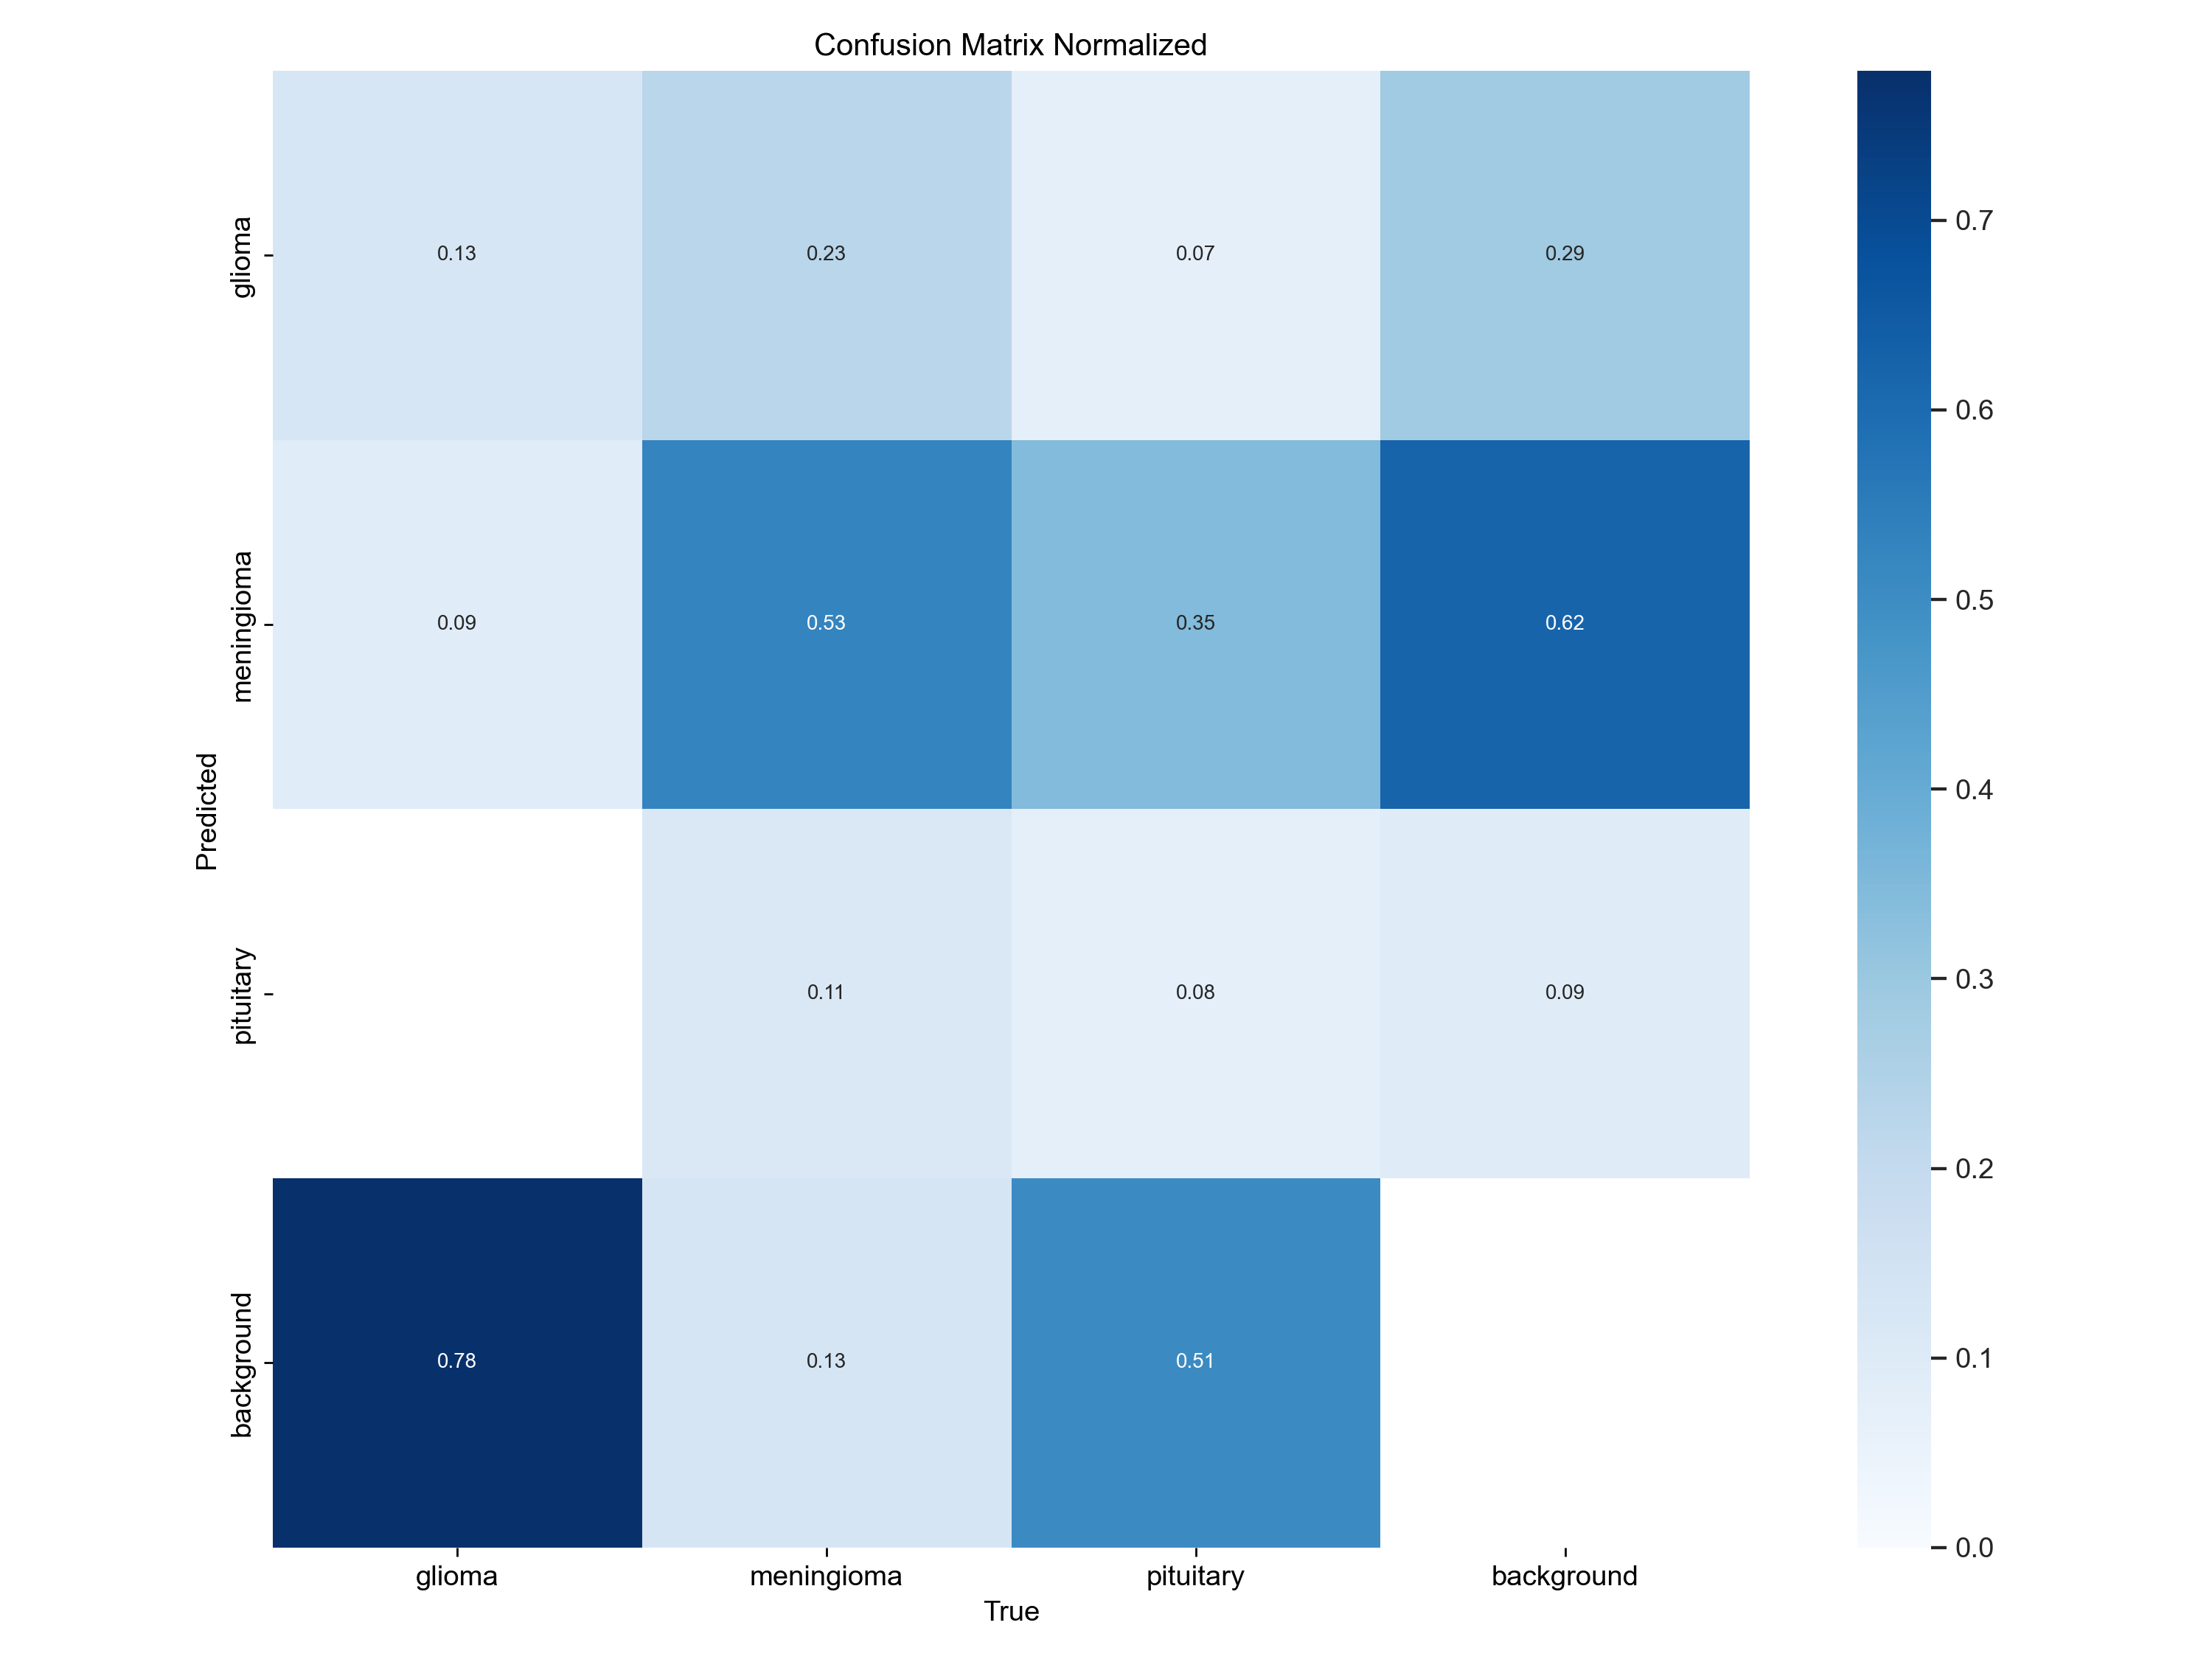 Confusion Matrix Normalized
glioma
0.13
0.23
0.07
0.29
meningioma
0.09
0.53
0.35
0.62
pituitary
0.11
0.08
0.09
background
0.78
0.13
0.51
Predicted
glioma
meningioma
pituitary
background
True
0.7
0.6
0.5
0.4
0.3
0.2
0.1
0.0